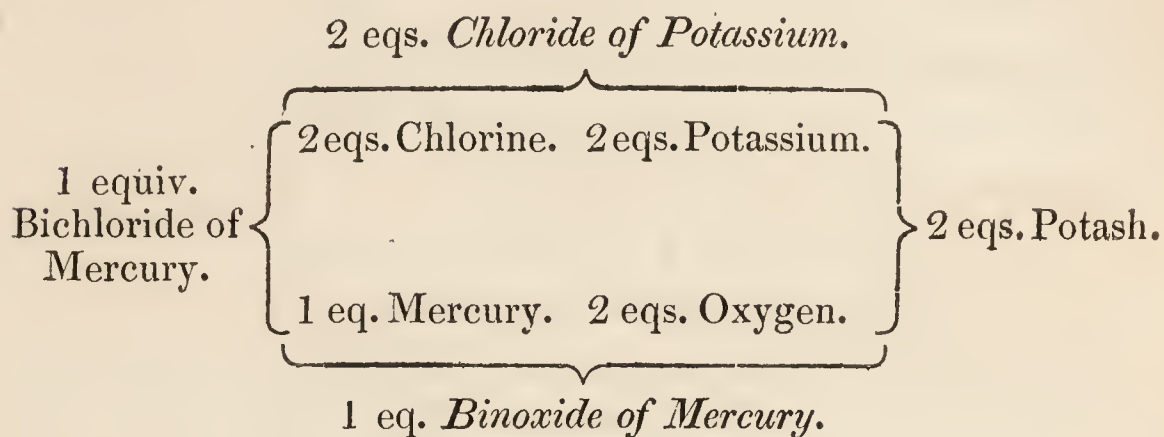 2 eqs. Chloride of Potassium.
2 eqs. Chlorine. 2 eqs. Potassium.
1 equiv.
Bichloride of
Mercury.
2 eqs. Potash.
1 eq. Mercury. 2 eqs. Oxygen.
1 eq. Binoxide of Mercury.